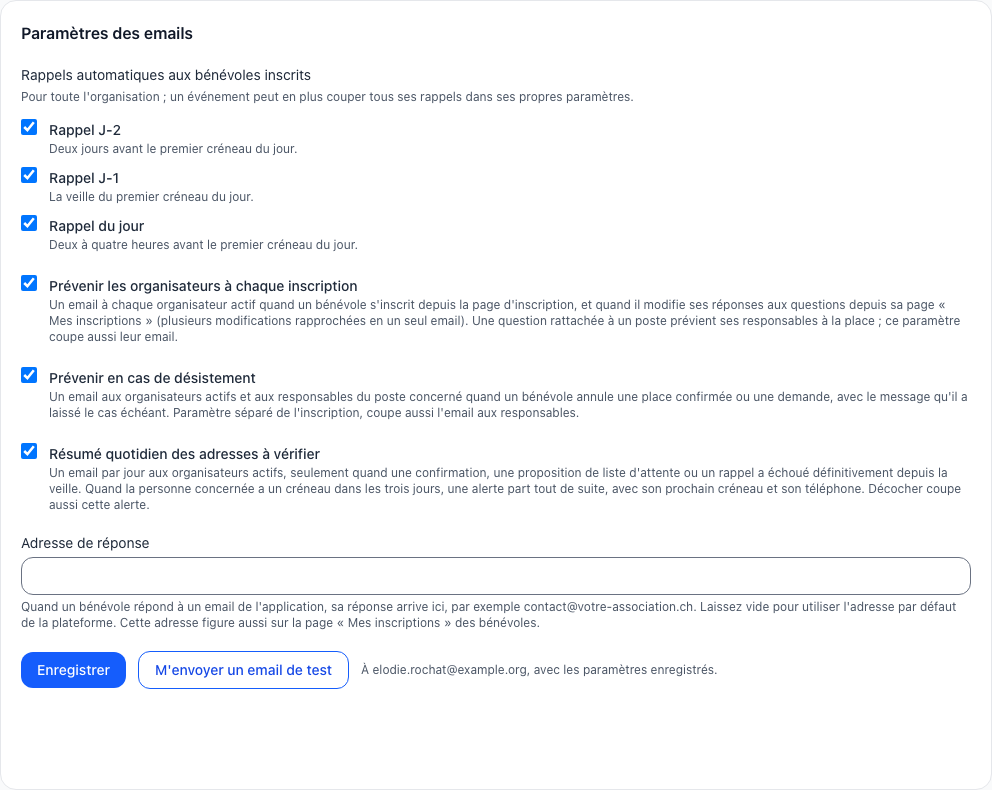 Paramètres des emails
Rappels automatiques aux bénévoles inscrits
Pour toute l'organisation ; un événement peut en plus couper tous ses rappels dans ses propres paramètres.
Rappel J-2
Deux jours avant le premier créneau du jour.
Rappel J-1
La veille du premier créneau du jour.
Rappel du jour
Deux à quatre heures avant le premier créneau du jour.
Prévenir les organisateurs à chaque inscription
Un email à chaque organisateur actif quand un bénévole s'inscrit depuis la page d'inscription, et quand il modifie ses réponses aux questions depuis sa page «
Mes inscriptions » (plusieurs modifications rapprochées en un seul email). Une question rattachée à un poste prévient ses responsables à la place ; ce paramètre
coupe aussi leur email.
Prévenir en cas de désistement
Un email aux organisateurs actifs et aux responsables du poste concerné quand un bénévole annule une place confirmée ou une demande, avec le message qu'il a
laissé le cas échéant. Paramètre séparé de l'inscription, coupe aussi l'email aux responsables.
Résumé quotidien des adresses à vérifier
Un email par jour aux organisateurs actifs, seulement quand une confirmation, une proposition de liste d'attente ou un rappel a échoué définitivement depuis la
veille. Quand la personne concernée a un créneau dans les trois jours, une alerte part tout de suite, avec son prochain créneau et son téléphone. Décocher coupe
aussi cette alerte.
Adresse de réponse
Quand un bénévole répond à un email de l'application, sa réponse arrive ici, par exemple contact@votre-association.ch. Laissez vide pour utiliser l'adresse par défaut
de la plateforme. Cette adresse figure aussi sur la page « Mes inscriptions » des bénévoles.
Enregistrer
M'envoyer un email de test
À elodie.rochat@example.org, avec les paramètres enregistrés.